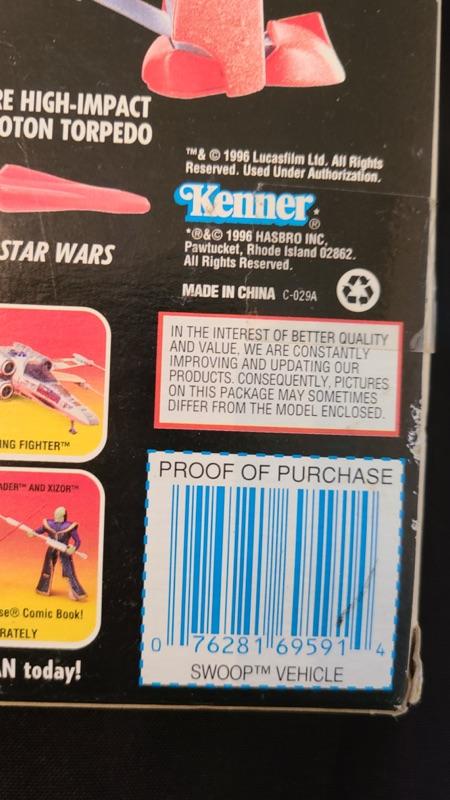 RE HIGH-IMPACT
OTON TORPEDO
STAR WARS
™& © 1996 Lucasfilm Ltd. All Rights
Reserved. Used Under Authorization.
Kenner®
*®&© 1996 HASBRO INC.
Pawtucket, Rhode Island 02862.
All Rights Reserved.
MADE IN CHINA C-029A
IN THE INTEREST OF BETTER QUALITY
AND VALUE, WE ARE CONSTANTLY
IMPROVING AND UPDATING OUR
PRODUCTS. CONSEQUENTLY, PICTURES
ON THIS PACKAGE MAY SOMETIMES
DIFFER FROM THE MODEL ENCLOSED.
ING FIGHTER™
ADER™ AND XIZOR™
se® Comic Book!
RATELY
AN today!
PROOF OF PURCHASE
0 76281 69591 4
SWOOP™ VEHICLE